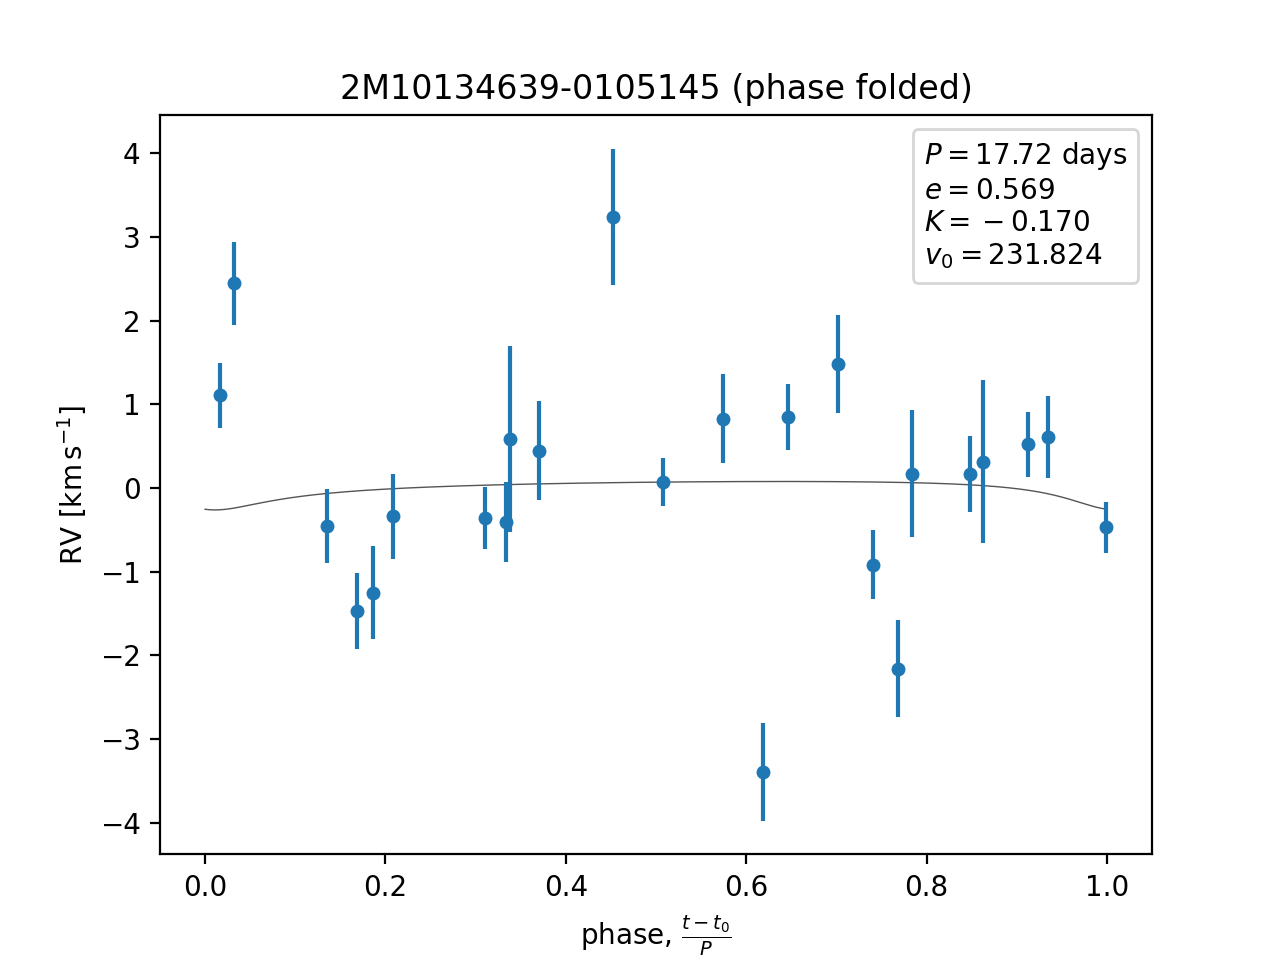 2M10134639-0105145 (phase folded)
P = 17.72 days
e = 0.569
K = −0.170
v₀ = 231.824
RV [km s⁻¹]
4
3
2
1
0
−1
−2
−3
−4
0.0 0.2 0.4 0.6 0.8 1.0
phase, (t − t₀)/P